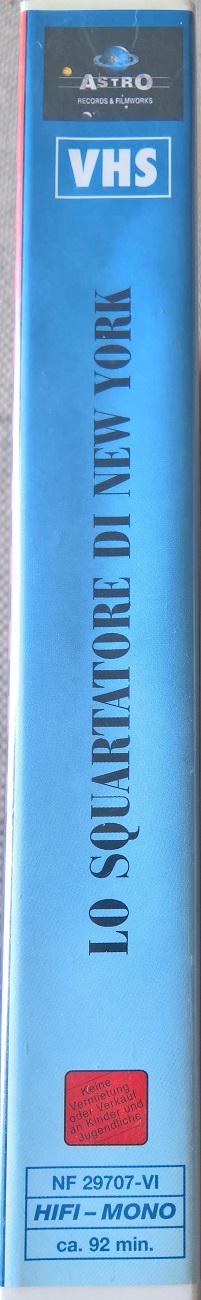 ASTRO
RECORDS & FILMWORKS
VHS
LO SQUARTATORE DI NEW YORK
Keine
Vermietung
oder Verkauf
an Kinder und
Jugendliche
NF 29707-VI
HIFI – MONO
ca. 92 min.